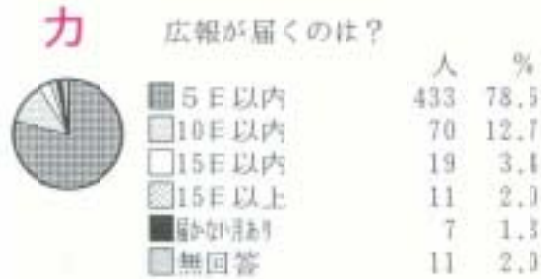 カ 広報が届くのは？
人 %
5日以内 433 78.6
10日以内 70 12.7
15日以内 19 3.4
15日以上 11 2.0
届かない月あり 7 1.3
無回答 11 2.0